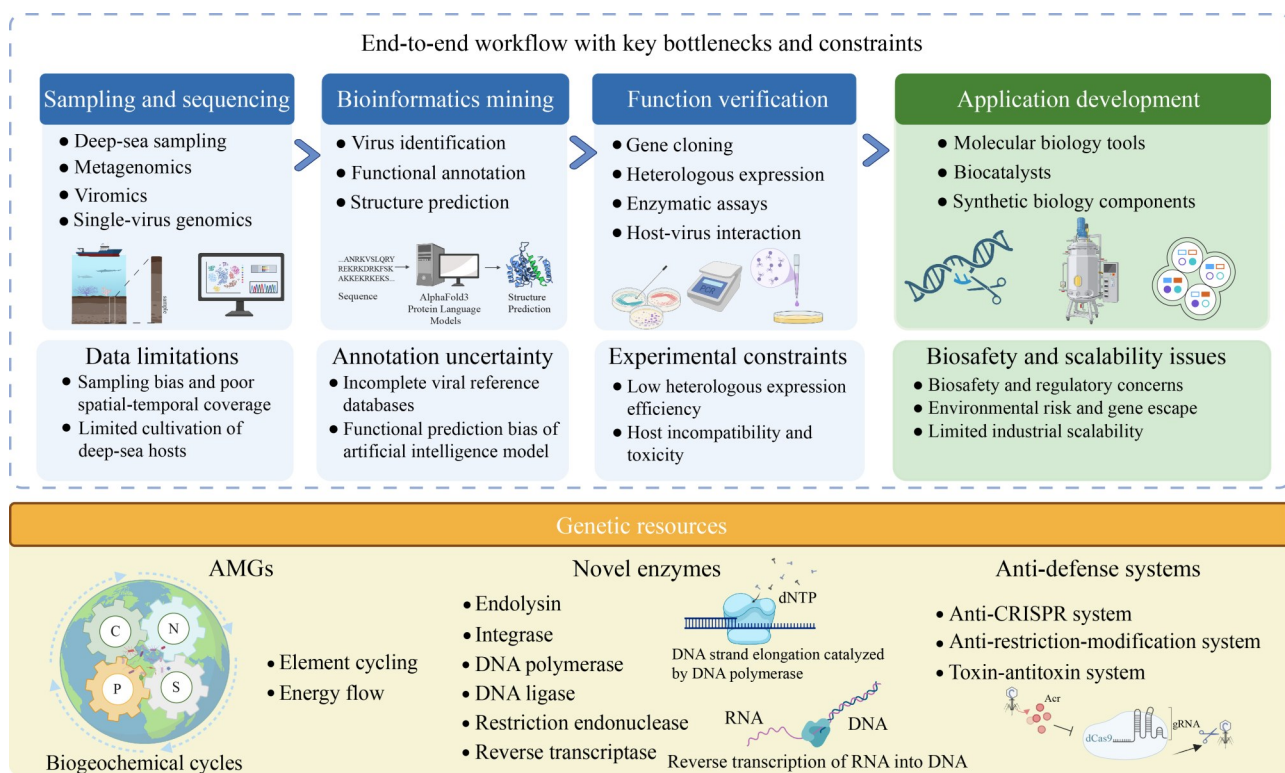 End-to-end workflow with key bottlenecks and constraints
Sampling and sequencing
● Deep-sea sampling
● Metagenomics
● Viromics
● Single-virus genomics
Bioinformatics mining
● Virus identification
● Functional annotation
● Structure prediction
...ANRKVSLQRY
REKRKDRKFSK
AKKEKRKEKS...
Sequence
AlphaFold3
Protein Language
Models
Structure
Prediction
Function verification
● Gene cloning
● Heterologous expression
● Enzymatic assays
● Host-virus interaction
Application development
● Molecular biology tools
● Biocatalysts
● Synthetic biology components
Data limitations
● Sampling bias and poor
spatial-temporal coverage
● Limited cultivation of
deep-sea hosts
Annotation uncertainty
● Incomplete viral reference
databases
● Functional prediction bias of
artificial intelligence model
Experimental constraints
● Low heterologous expression
efficiency
● Host incompatibility and
toxicity
Biosafety and scalability issues
● Biosafety and regulatory concerns
● Environmental risk and gene escape
● Limited industrial scalability
Genetic resources
AMGs
C
N
P
S
Biogeochemical cycles
• Element cycling
• Energy flow
Novel enzymes
• Endolysin
• Integrase
• DNA polymerase
• DNA ligase
• Restriction endonuclease
• Reverse transcriptase
dNTP
DNA strand elongation catalyzed
by DNA polymerase
RNA
DNA
Reverse transcription of RNA into DNA
Anti-defense systems
• Anti-CRISPR system
• Anti-restriction-modification system
• Toxin-antitoxin system
Acr
dCas9
gRNA